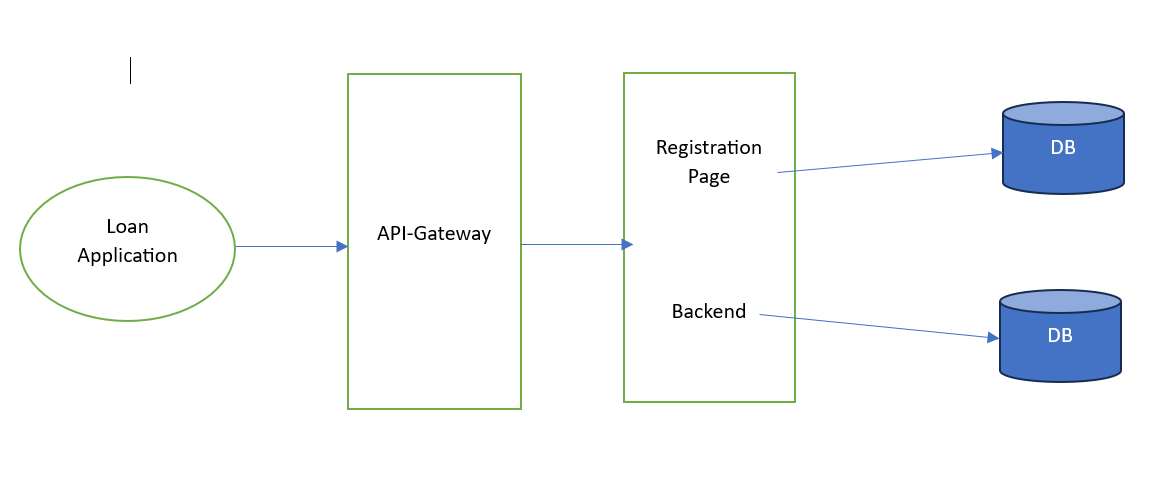 Loan
Application
API-Gateway
Registration
Page
Backend
DB
DB